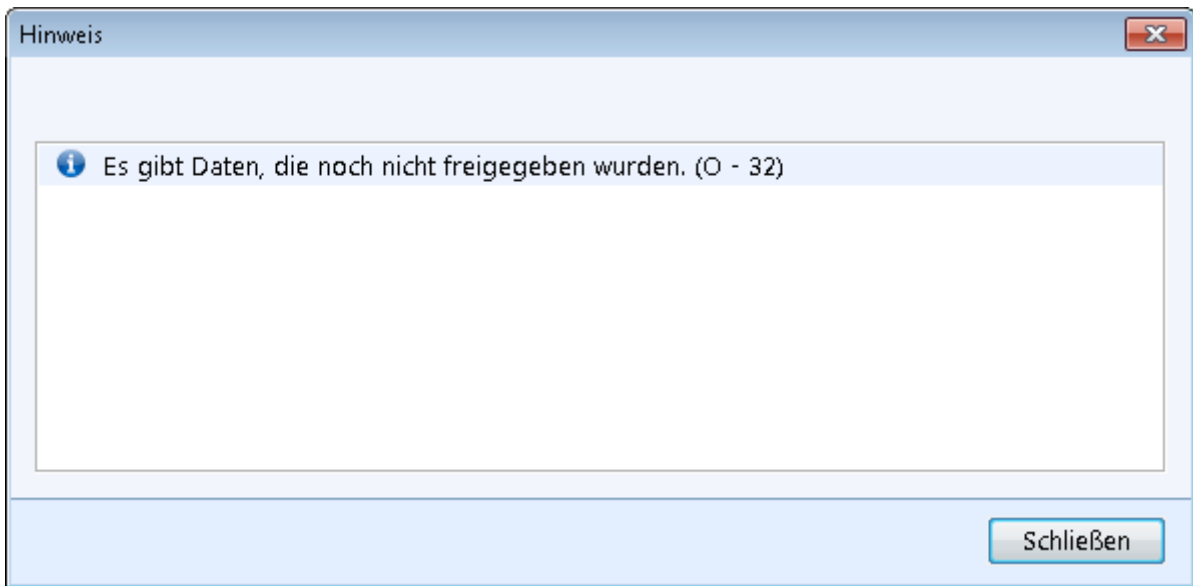 Hinweis
Es gibt Daten, die noch nicht freigegeben wurden. (O - 32)
Schließen